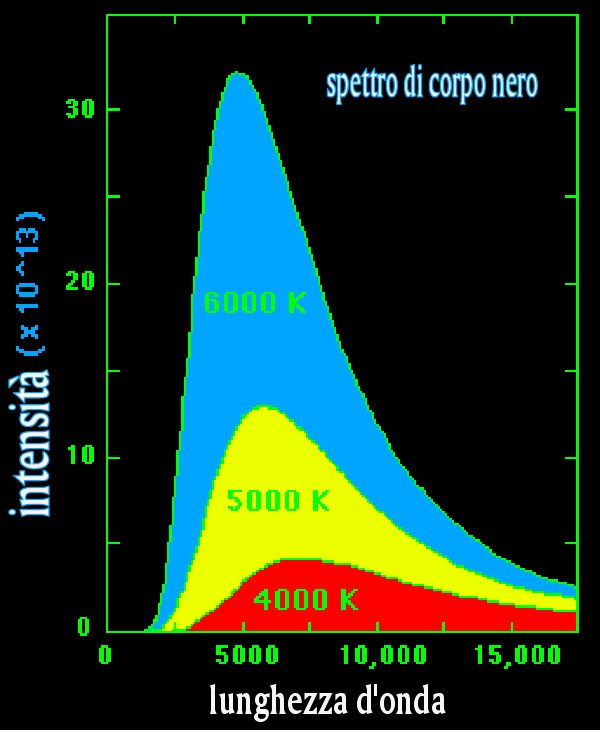 spettro di corpo nero
30
20
10
0
intensità (x 10^13)
6000 K
5000 K
4000 K
0 5000 10,000 15,000
lunghezza d'onda